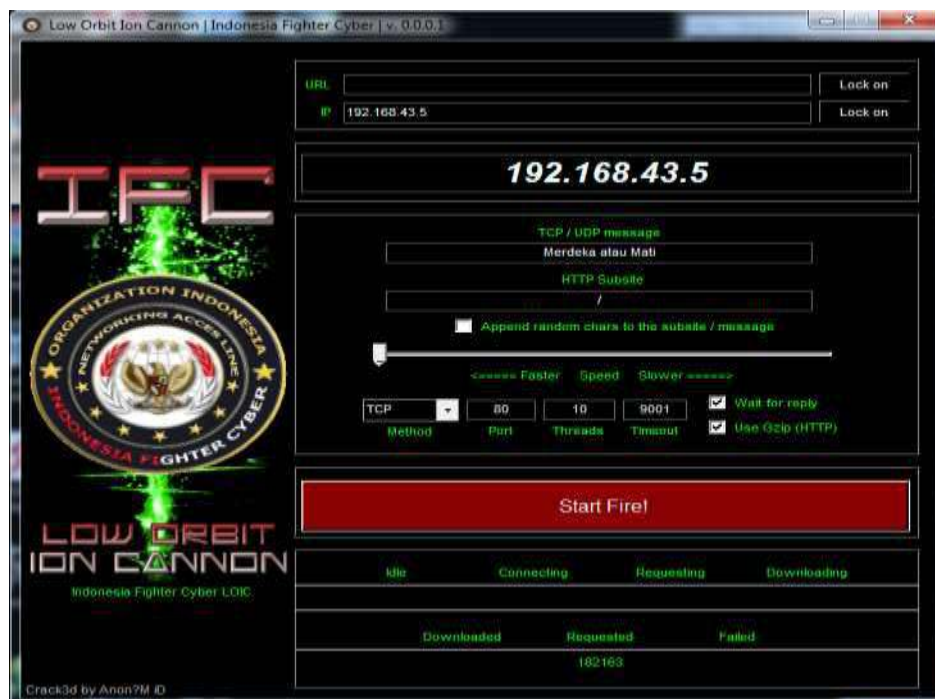 Low Orbit Ion Cannon | Indonesia Fighter Cyber | v. 0.0.0.1
URL
Lock on
IP
192.168.43.5
Lock on
192.168.43.5
TCP / UDP message
Merdeka atau Mati
HTTP Subsite
/
Append random chars to the subsite / message
<===== Faster Speed Slower =====>
TCP 80 10 9001 Wait for reply
Method Port Threads Timeout Use Gzip (HTTP)
Start Fire!
Idle Connecting Requesting Downloading
Downloaded Requested Failed
182163
IFC
ORGANIZATION INDONESIA
NETWORKING ACCES LINE
INDONESIA FIGHTER CYBER
LOW ORBIT
ION CANNON
Indonesia Fighter Cyber LOIC
Crack3d by Anon?M iD